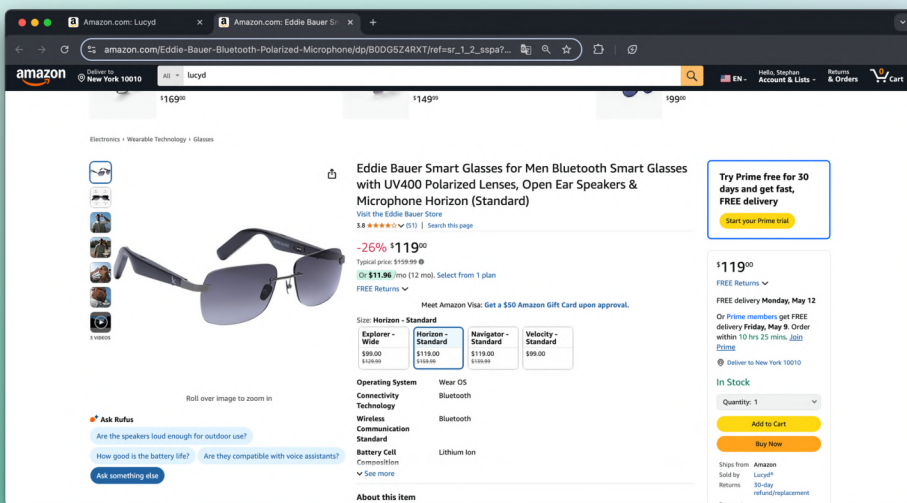 Amazon.com: Lucyd
Amazon.com: Eddie Bauer Sm
amazon.com/Eddie-Bauer-Bluetooth-Polarized-Microphone/dp/B0DG5Z4RXT/ref=sr_1_2_sspa?...
amazon
Deliver to
New York 10010
All
lucyd
EN
Hello, Stephan
Account & Lists
Returns
& Orders
0
Cart
$169.00
$149.00
$99.00
Electronics › Wearable Technology › Glasses
3 VIDEOS
Roll over image to zoom in
Ask Rufus
Are the speakers loud enough for outdoor use?
How good is the battery life?
Are they compatible with voice assistants?
Ask something else
Eddie Bauer Smart Glasses for Men Bluetooth Smart Glasses
with UV400 Polarized Lenses, Open Ear Speakers &
Microphone Horizon (Standard)
Visit the Eddie Bauer Store
3.8 ★★★★☆ (51) | Search this page
-26% $119.00
Typical price: $159.99
Or $11.96 /mo (12 mo). Select from 1 plan
FREE Returns
Meet Amazon Visa: Get a $50 Amazon Gift Card upon approval.
Size: Horizon - Standard
Explorer -
Wide
$99.00
$129.99
Horizon -
Standard
$119.00
$159.99
Navigator -
Standard
$119.00
$159.99
Velocity -
Standard
$99.00
Operating System Wear OS
Connectivity Bluetooth
Technology
Wireless Bluetooth
Communication
Standard
Battery Cell Lithium Ion
Composition
See more
About this item
Try Prime free for 30
days and get fast,
FREE delivery
Start your Prime trial
$119.00
FREE Returns
FREE delivery Monday, May 12
Or Prime members get FREE
delivery Friday, May 9. Order
within 10 hrs 25 mins. Join
Prime
Deliver to New York 10010
In Stock
Quantity: 1
Add to Cart
Buy Now
Ships from Amazon
Sold by Lucyd®
Returns 30-day
refund/replacement